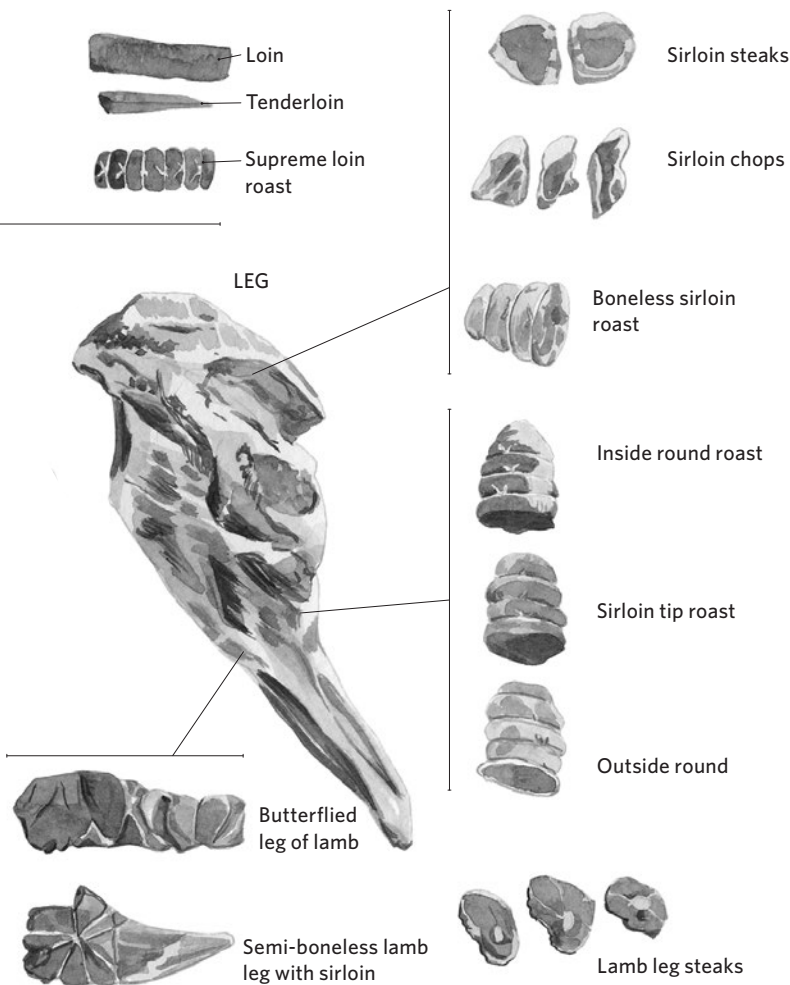 Loin
Tenderloin
Supreme loin
roast
LEG
Sirloin steaks
Sirloin chops
Boneless sirloin
roast
Inside round roast
Sirloin tip roast
Outside round
Butterflied
leg of lamb
Semi-boneless lamb
leg with sirloin
Lamb leg steaks